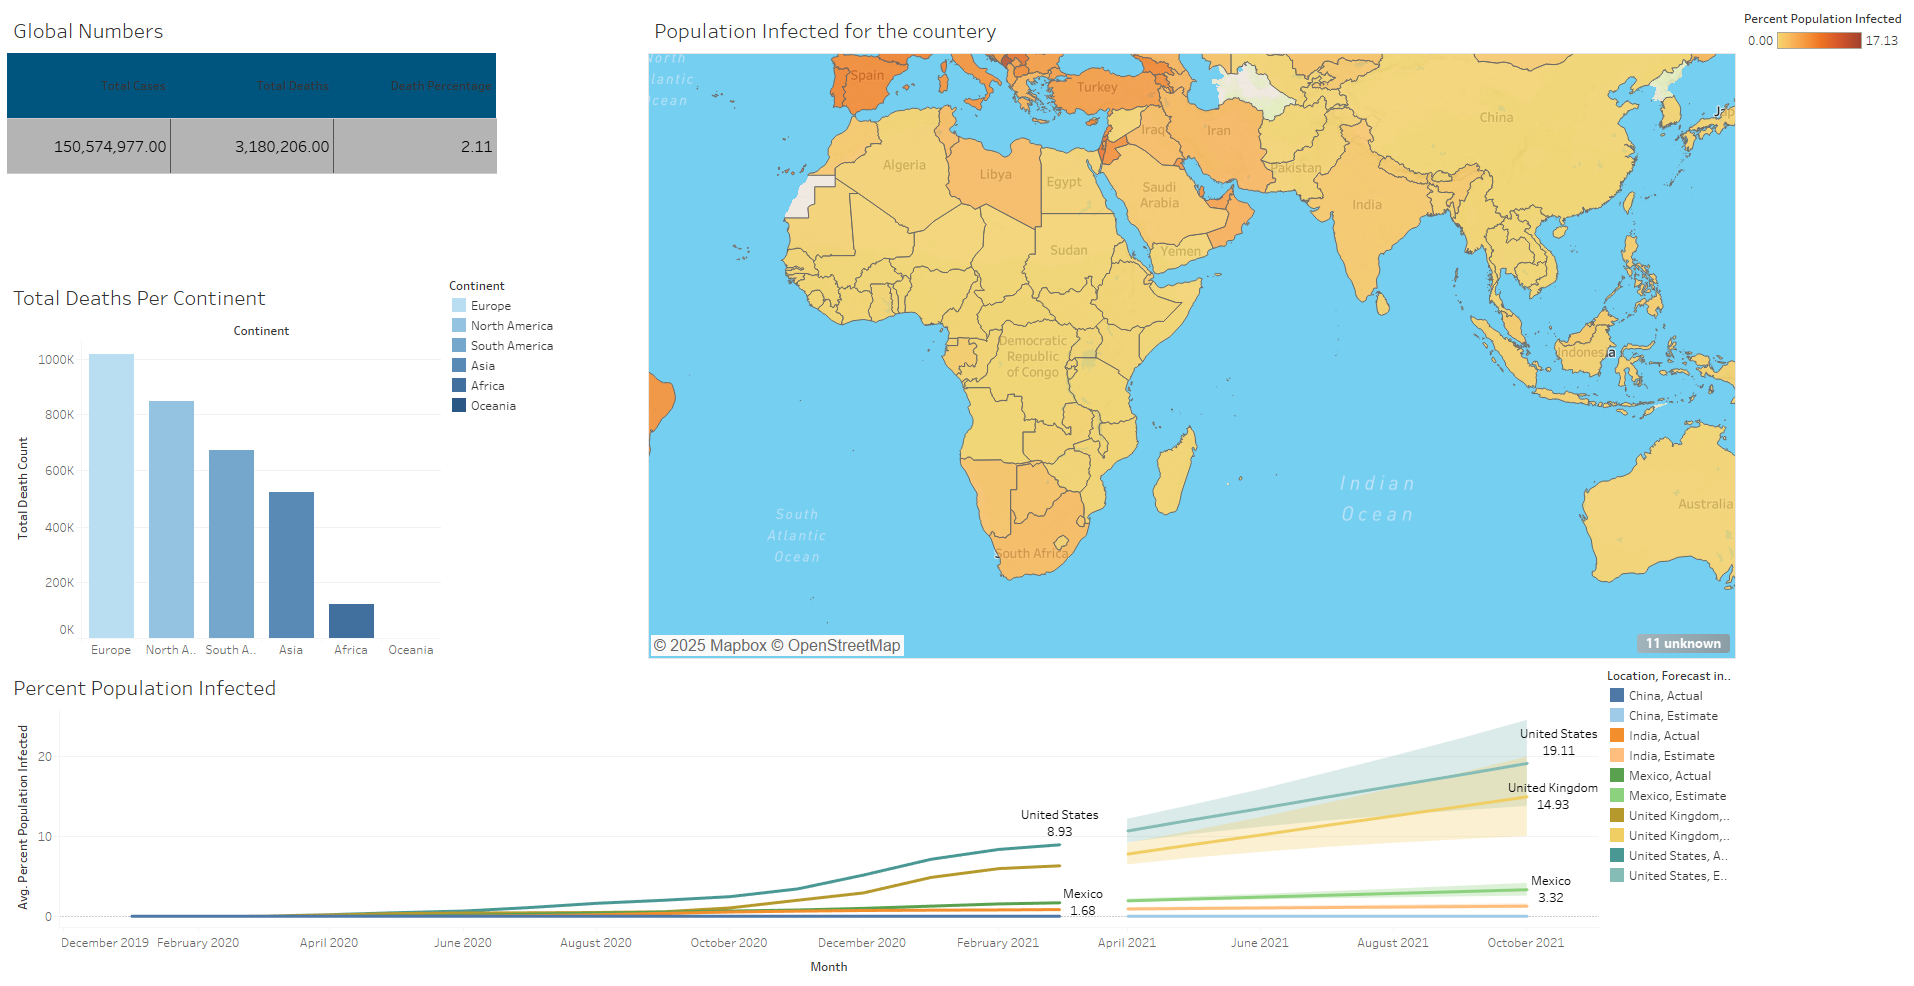 Global Numbers
Total Cases
Total Deaths
Death Percentage
150,574,977.00
3,180,206.00
2.11
Total Deaths Per Continent
Continent
Total Death Count
1000K
800K
600K
400K
200K
0K
Europe
North A..
South A..
Asia
Africa
Oceania
Continent
Europe
North America
South America
Asia
Africa
Oceania
Population Infected for the countery
North
lantic
cean
Spain
Turkey
China
Jap
Iraq
Iran
Algeria
Libya
Egypt
Pakistan
Saudi
Arabia
India
Sudan
Yemen
Democratic
Republic
of Congo
Indonesia
Indian
Ocean
Australia
South
Atlantic
Ocean
South Africa
© 2025 Mapbox © OpenStreetMap
11 unknown
Percent Population Infected
0.00
17.13
Percent Population Infected
Avg. Percent Population Infected
20
10
0
United States
8.93
Mexico
1.68
United States
19.11
United Kingdom
14.93
Mexico
3.32
December 2019
February 2020
April 2020
June 2020
August 2020
October 2020
December 2020
February 2021
April 2021
June 2021
August 2021
October 2021
Month
Location, Forecast in..
China, Actual
China, Estimate
India, Actual
India, Estimate
Mexico, Actual
Mexico, Estimate
United Kingdom,..
United Kingdom,..
United States, A..
United States, E..